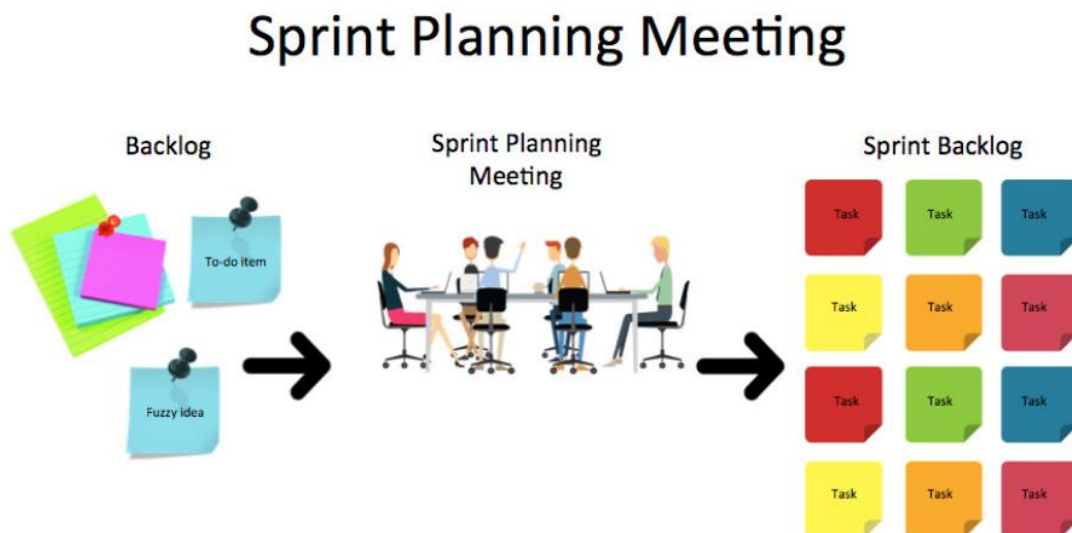 Sprint Planning Meeting
Backlog
Sprint Planning
Meeting
Sprint Backlog
To-do item
Fuzzy idea
Task
Task
Task
Task
Task
Task
Task
Task
Task
Task
Task
Task